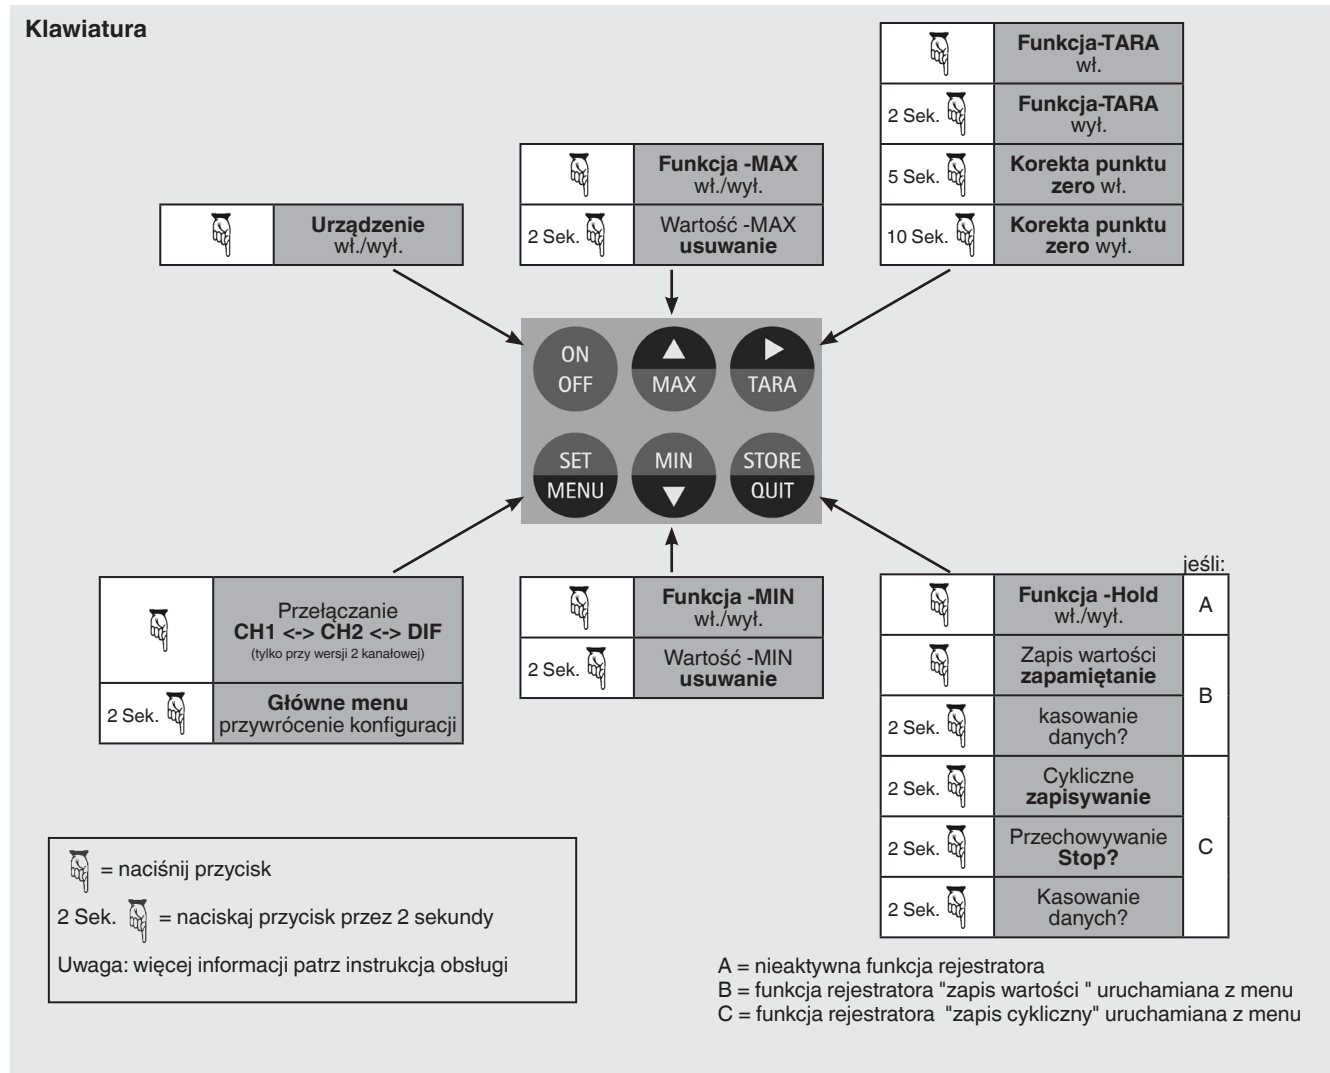 Klawiatura
Funkcja-TARA
wł.
2 Sek.
Funkcja-TARA
wył.
5 Sek.
Korekta punktu
zero wł.
10 Sek.
Korekta punktu
zero wył.
Funkcja -MAX
wł./wył.
2 Sek.
Wartość -MAX
usuwanie
Urządzenie
wł./wył.
ON
OFF
MAX
TARA
SET
MENU
MIN
STORE
QUIT
Przełączanie
CH1 <-> CH2 <-> DIF
(tylko przy wersji 2 kanałowej)
2 Sek.
Główne menu
przywrócenie konfiguracji
Funkcja -MIN
wł./wył.
2 Sek.
Wartość -MIN
usuwanie
jeśli:
Funkcja -Hold
wł./wył.
A
Zapis wartości
zapamiętanie
B
2 Sek.
kasowanie
danych?
2 Sek.
Cykliczne
zapisywanie
2 Sek.
Przechowywanie
Stop?
C
2 Sek.
Kasowanie
danych?
= naciśnij przycisk
2 Sek. = naciskaj przycisk przez 2 sekundy
Uwaga: więcej informacji patrz instrukcja obsługi
A = nieaktywna funkcja rejestratora
B = funkcja rejestratora "zapis wartości " uruchamiana z menu
C = funkcja rejestratora "zapis cykliczny" uruchamiana z menu